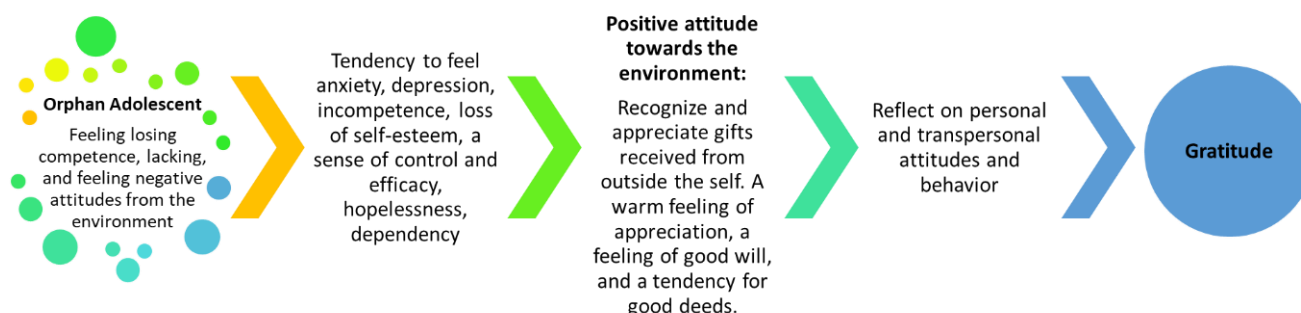 Orphan Adolescent
Feeling losing
competence, lacking,
and feeling negative
attitudes from the
environment
Tendency to feel
anxiety, depression,
incompetence, loss
of self-esteem, a
sense of control and
efficacy,
hopelessness,
dependency
Positive attitude
towards the
environment:
Recognize and
appreciate gifts
received from
outside the self. A
warm feeling of
appreciation, a
feeling of good will,
and a tendency for
good deeds.
Reflect on personal
and transpersonal
attitudes and
behavior
Gratitude